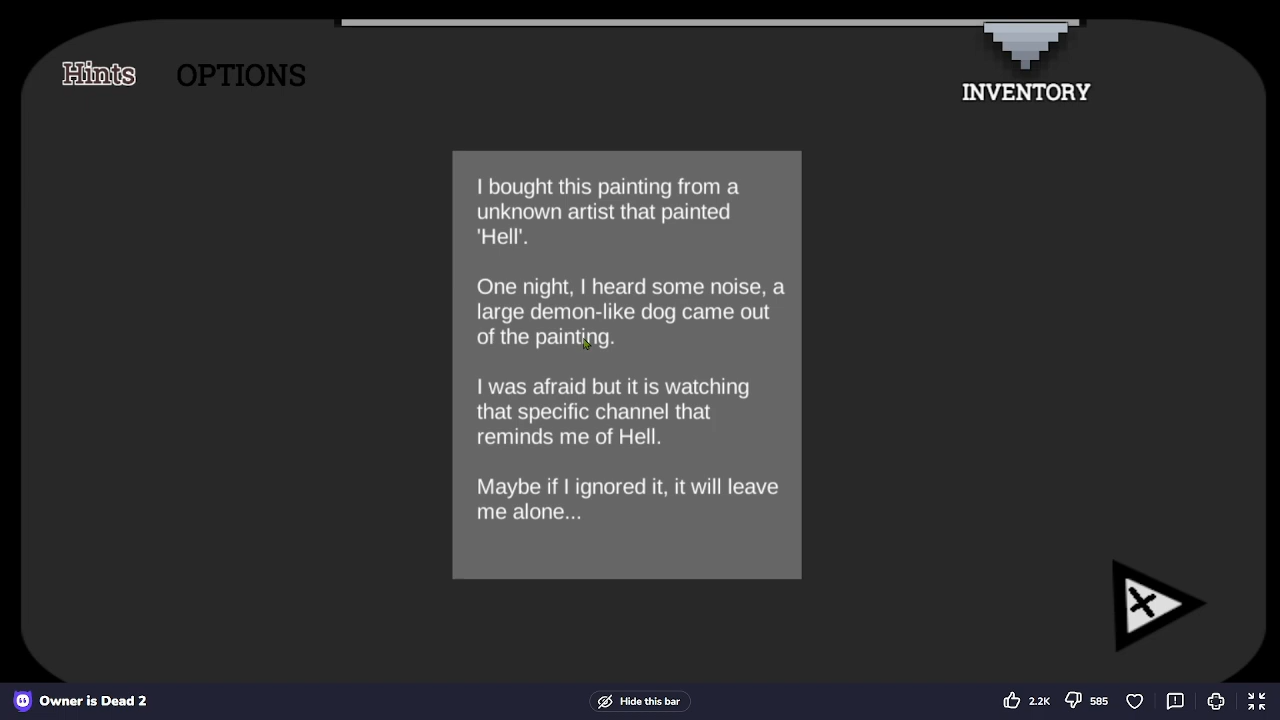 Hints
OPTIONS
INVENTORY
I bought this painting from a
unknown artist that painted
'Hell'.
One night, I heard some noise, a
large demon-like dog came out
of the painting.
I was afraid but it is watching
that specific channel that
reminds me of Hell.
Maybe if I ignored it, it will leave
me alone...
Owner is Dead 2
Hide this bar
2.2K
585